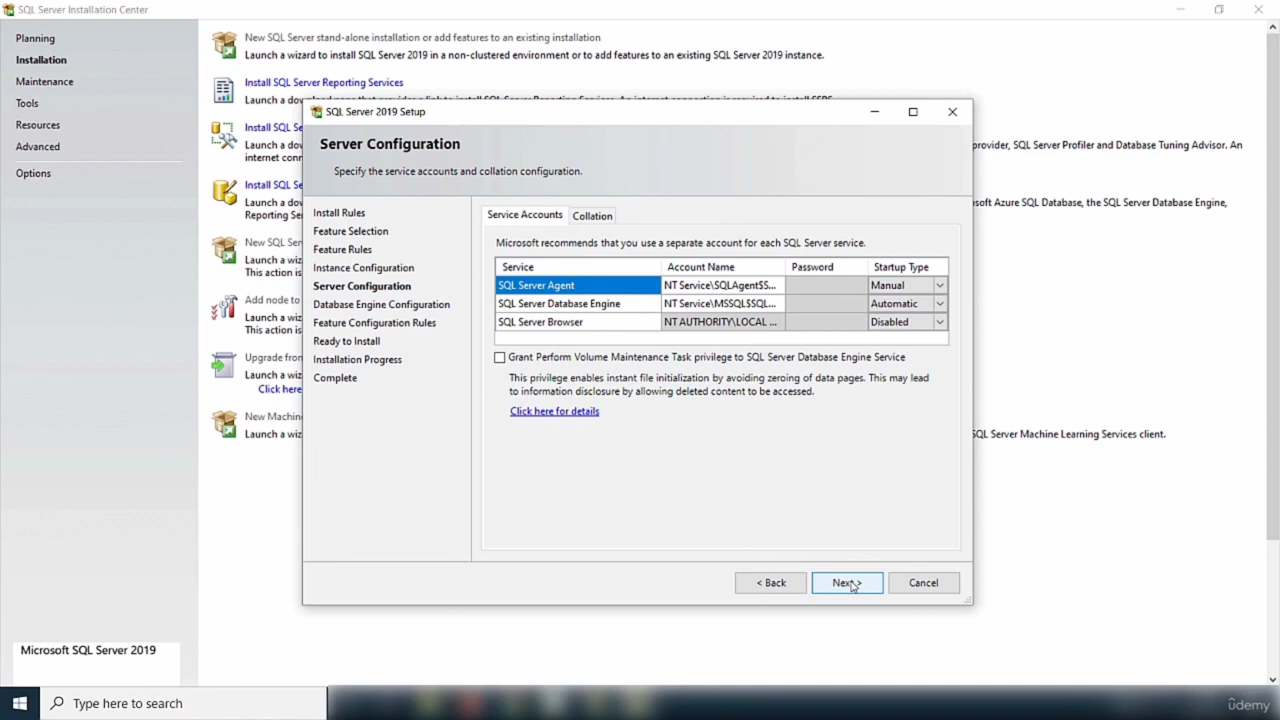 SQL Server Installation Center
Planning
Installation
Maintenance
Tools
Resources
Advanced
Options
Microsoft SQL Server 2019
New SQL Server stand-alone installation or add features to an existing installation
Launch a wizard to install SQL Server 2019 in a non-clustered environment or to add features to an existing SQL Server 2019 instance.
Install SQL Server Reporting Services
Launch a
Install SQL Se
Launch a provider, SQL Server Profiler and Database Tuning Advisor. An
internet
Install SQL Se
Launch a soft Azure SQL Database, the SQL Server Database Engine,
Reporting Ser
New SQL Ser
Launch a wiz
This action is
Add node to
Launch a wiz
This action is
Upgrade from
Launch a wiz
Click here
New Machin
Launch a wiz SQL Server Machine Learning Services client.
SQL Server 2019 Setup
Server Configuration
Specify the service accounts and collation configuration.
Install Rules
Feature Selection
Feature Rules
Instance Configuration
Server Configuration
Database Engine Configuration
Feature Configuration Rules
Ready to Install
Installation Progress
Complete
Service Accounts Collation
Microsoft recommends that you use a separate account for each SQL Server service.
Service Account Name Password Startup Type
SQL Server Agent NT Service\SQLAgent$S... Manual
SQL Server Database Engine NT Service\MSSQL$SQL... Automatic
SQL Server Browser NT AUTHORITY\LOCAL ... Disabled
Grant Perform Volume Maintenance Task privilege to SQL Server Database Engine Service
This privilege enables instant file initialization by avoiding zeroing of data pages. This may lead
to information disclosure by allowing deleted content to be accessed.
Click here for details
< Back Next > Cancel
Type here to search
udemy